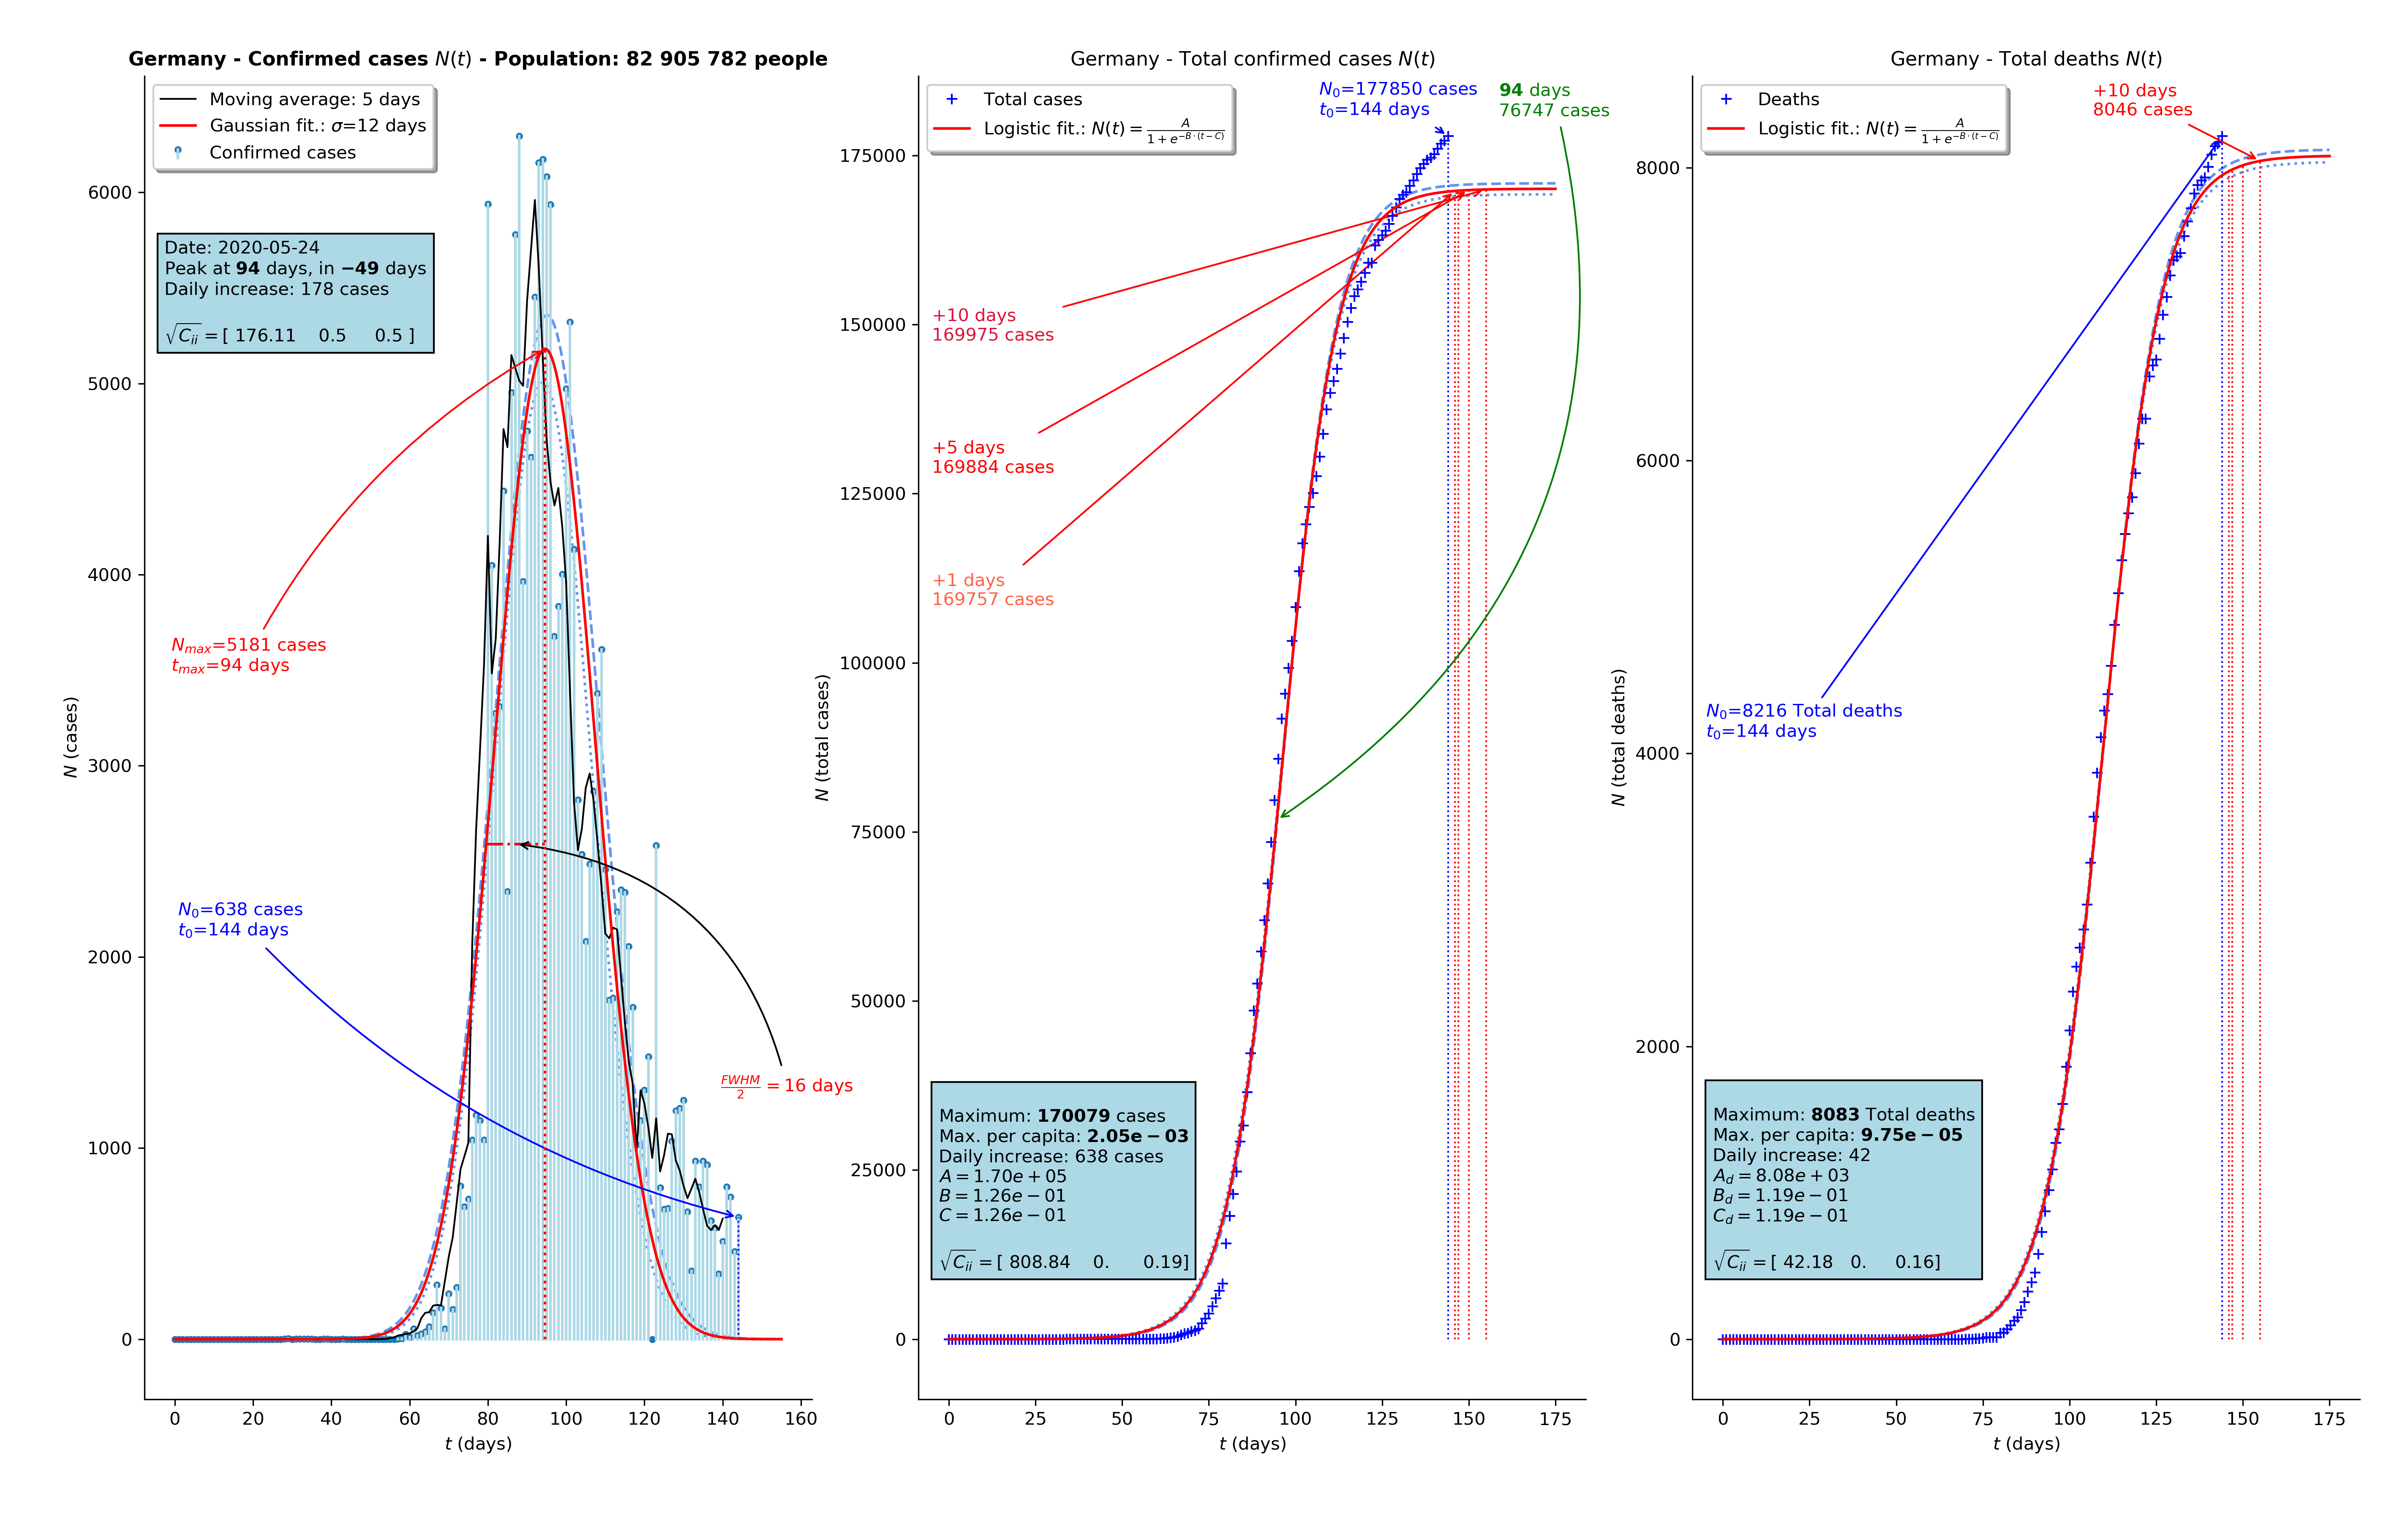 Germany - Confirmed cases N(t) - Population: 82 905 782 people
Moving average: 5 days
Gaussian fit.: σ=12 days
Confirmed cases
Date: 2020-05-24
Peak at 94 days, in −49 days
Daily increase: 178 cases
√C_ii = [ 176.11 0.5 0.5 ]
N_max=5181 cases
t_max=94 days
N_0=638 cases
t_0=144 days
FWHM/2 = 16 days
N (cases)
6000
5000
4000
3000
2000
1000
0
0 20 40 60 80 100 120 140 160
t (days)
Germany - Total confirmed cases N(t)
Total cases
Logistic fit.: N(t) = A/(1 + e^{−B·(t−C)})
N_0=177850 cases
t_0=144 days
94 days
76747 cases
+10 days
169975 cases
+5 days
169884 cases
+1 days
169757 cases
Maximum: 170079 cases
Max. per capita: 2.05e − 03
Daily increase: 638 cases
A = 1.70e + 05
B = 1.26e − 01
C = 1.26e − 01
√C_ii = [ 808.84 0. 0.19]
N (total cases)
175000
150000
125000
100000
75000
50000
25000
0
0 25 50 75 100 125 150 175
t (days)
Germany - Total deaths N(t)
Deaths
Logistic fit.: N(t) = A/(1 + e^{−B·(t−C)})
+10 days
8046 cases
N_0=8216 Total deaths
t_0=144 days
Maximum: 8083 Total deaths
Max. per capita: 9.75e − 05
Daily increase: 42
A_d = 8.08e + 03
B_d = 1.19e − 01
C_d = 1.19e − 01
√C_ii = [ 42.18 0. 0.16]
N (total deaths)
8000
6000
4000
2000
0
0 25 50 75 100 125 150 175
t (days)